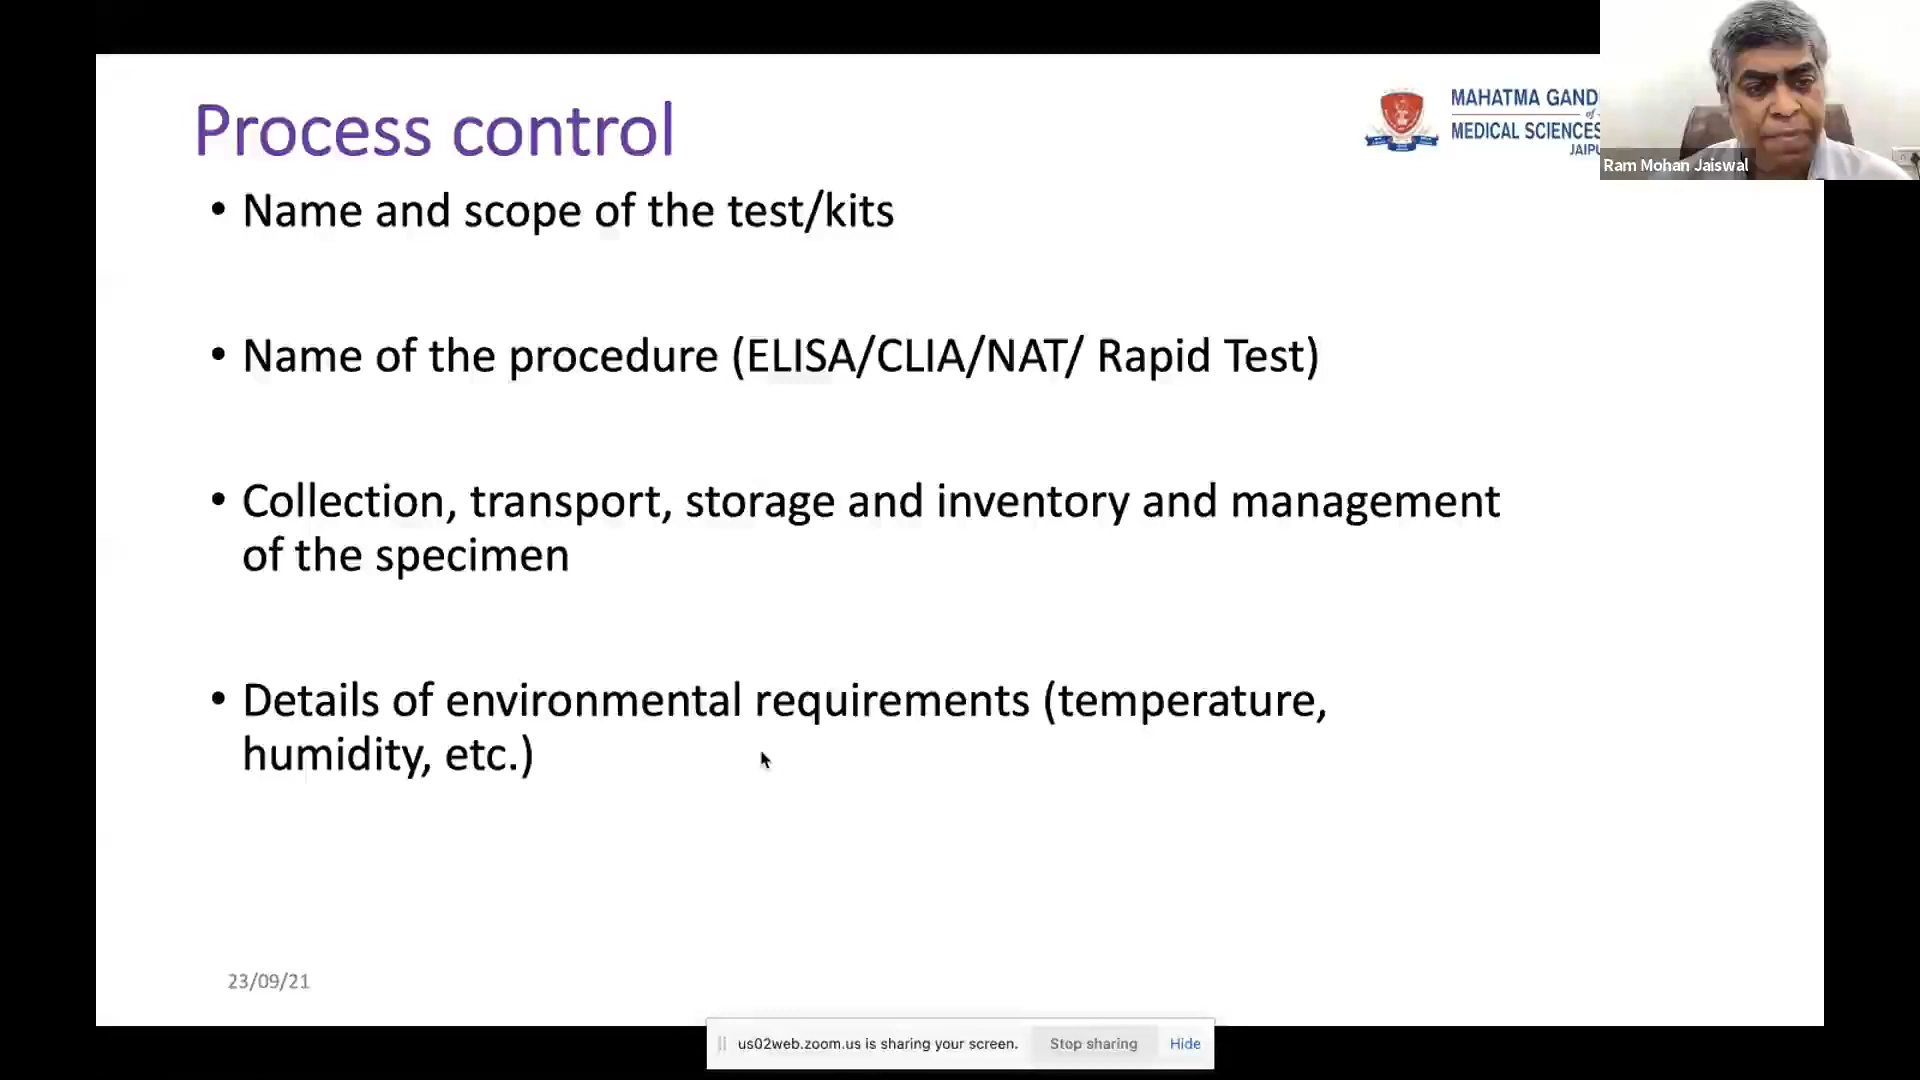 Process control
MAHATMA GAND
of
MEDICAL SCIENCES
JAIPU
Ram Mohan Jaiswal
• Name and scope of the test/kits
• Name of the procedure (ELISA/CLIA/NAT/ Rapid Test)
• Collection, transport, storage and inventory and management
of the specimen
• Details of environmental requirements (temperature,
humidity, etc.)
23/09/21
us02web.zoom.us is sharing your screen.
Stop sharing
Hide